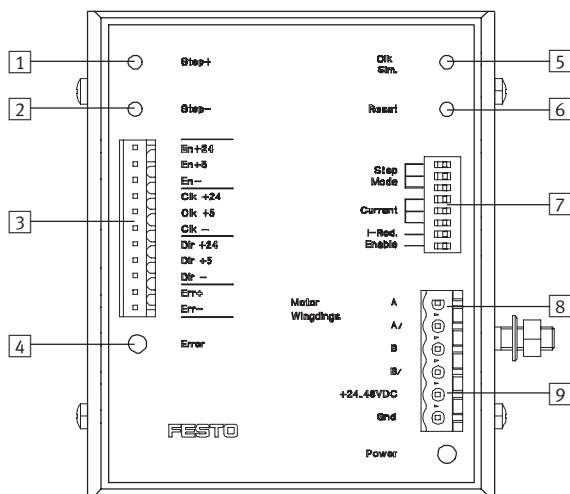 1 Step+ Clk Sim. 5
2 Step- Reset 6
En+24
En+5
En-
Clk +24
Clk +5
Clk -
Dir +24
Dir +5
Dir -
Err+
Err-
3
4 Error
Step Mode
Current
I-Red.
Enable
7
Motor Wingdings
A
A/
B
B/
+24..48VDC
Gnd
8
9
FESTO
Power